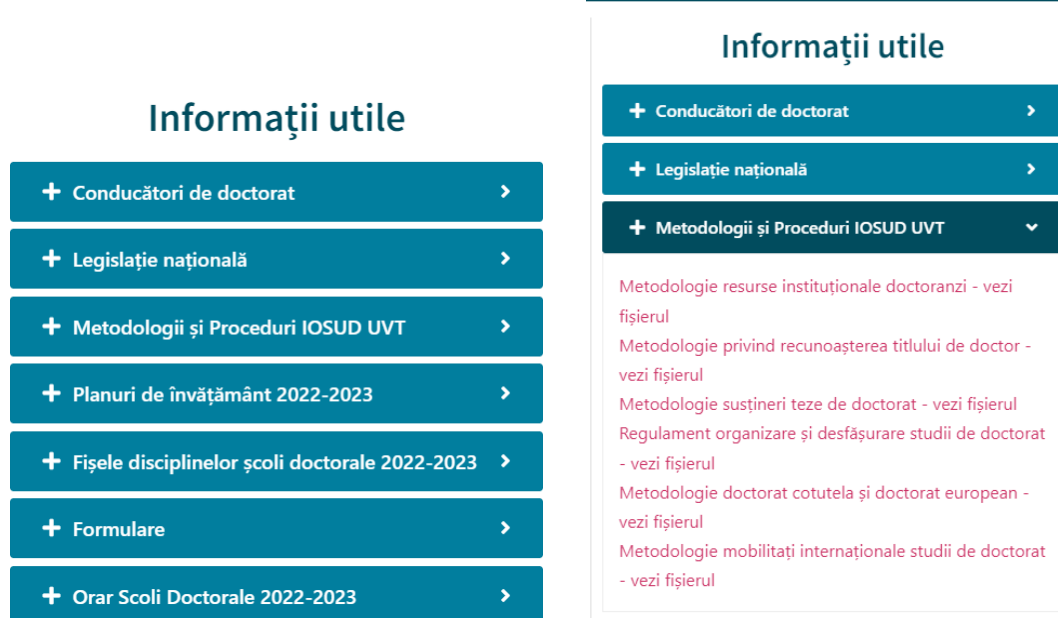 Informații utile
Conducători de doctorat
Legislație națională
Metodologii și Proceduri IOSUD UVT
Planuri de învățământ 2022-2023
Fișele disciplinelor școli doctorale 2022-2023
Formulare
Orar Scoli Doctorale 2022-2023
Informații utile
Conducători de doctorat
Legislație națională
Metodologii și Proceduri IOSUD UVT
Metodologie resurse instituționale doctoranzi - vezi
fișierul
Metodologie privind recunoașterea titlului de doctor -
vezi fișierul
Metodologie susțineri teze de doctorat - vezi fișierul
Regulament organizare și desfășurare studii de doctorat
- vezi fișierul
Metodologie doctorat cotutela și doctorat european -
vezi fișierul
Metodologie mobilitați internaționale studii de doctorat
- vezi fișierul